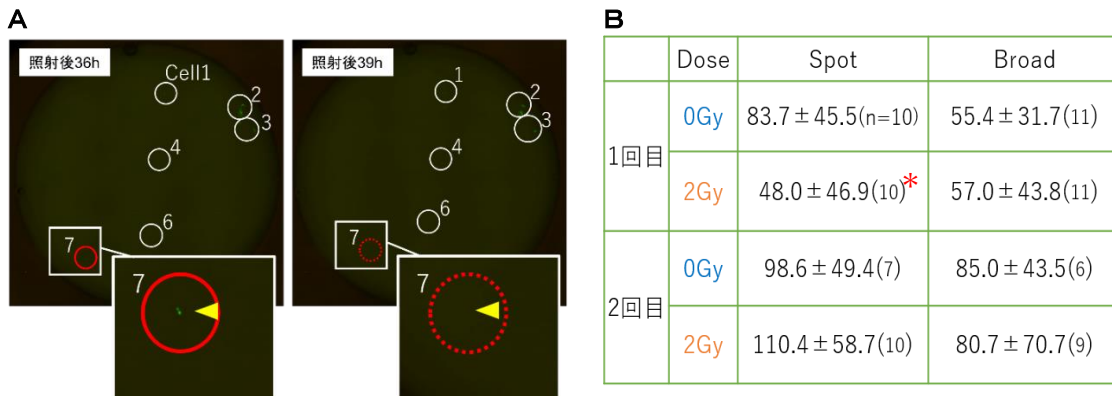 A
照射後36h
Cell1
2
3
4
6
7
7
照射後39h
1
2
3
4
6
7
7
B
Dose Spot Broad
1回目
0Gy 83.7±45.5(n=10) 55.4±31.7(11)
2Gy 48.0±46.9(10)* 57.0±43.8(11)
2回目
0Gy 98.6±49.4(7) 85.0±43.5(6)
2Gy 110.4±58.7(10) 80.7±70.7(9)